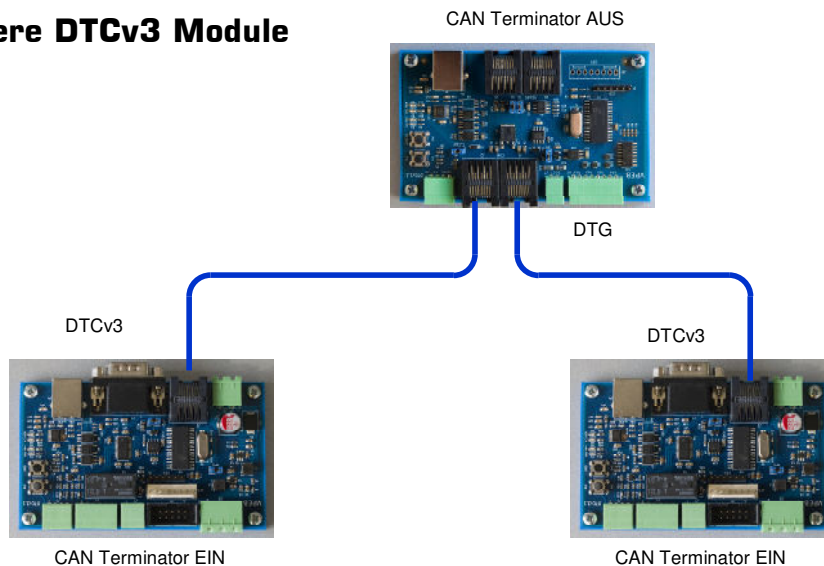 ere DTCv3 Module
CAN Terminator AUS
DTG
DTCv3
DTCv3
CAN Terminator EIN
CAN Terminator EIN